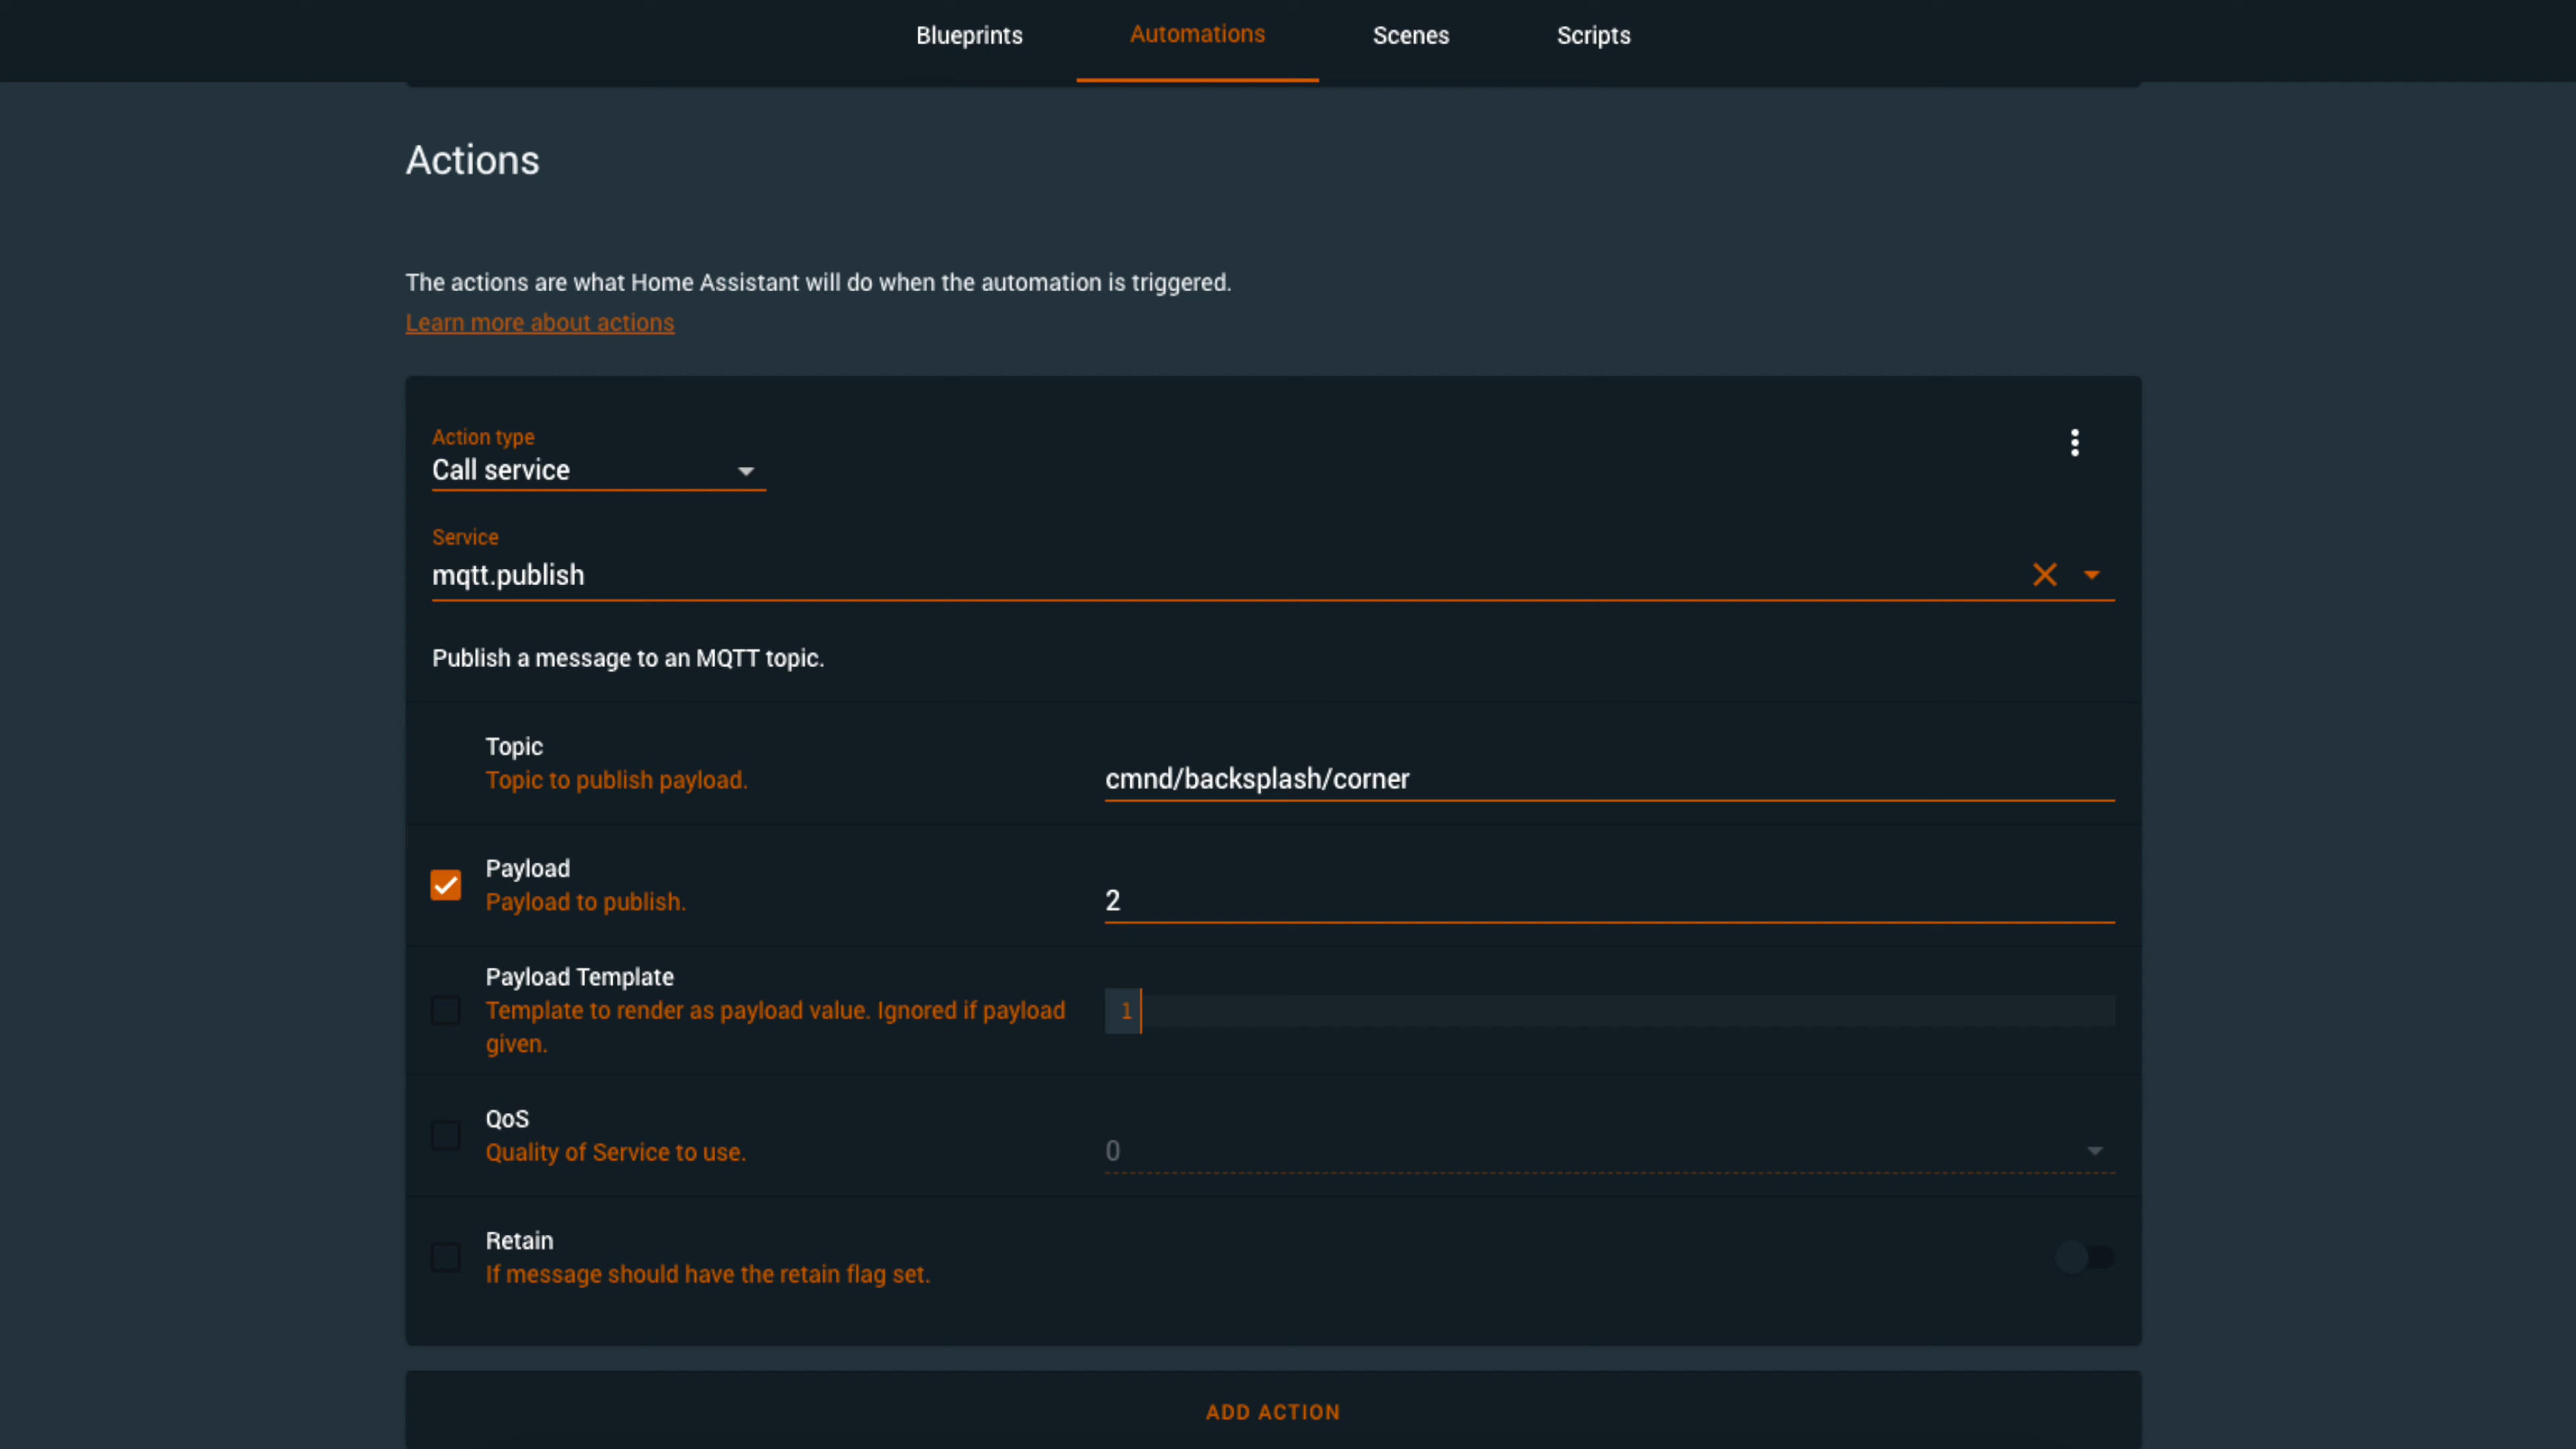 Blueprints
Automations
Scenes
Scripts
Actions
The actions are what Home Assistant will do when the automation is triggered.
Learn more about actions
Action type
Call service
Service
mqtt.publish
Publish a message to an MQTT topic.
Topic
Topic to publish payload.
cmnd/backsplash/corner
Payload
Payload to publish.
2
Payload Template
Template to render as payload value. Ignored if payload
given.
1
QoS
Quality of Service to use.
0
Retain
If message should have the retain flag set.
ADD ACTION